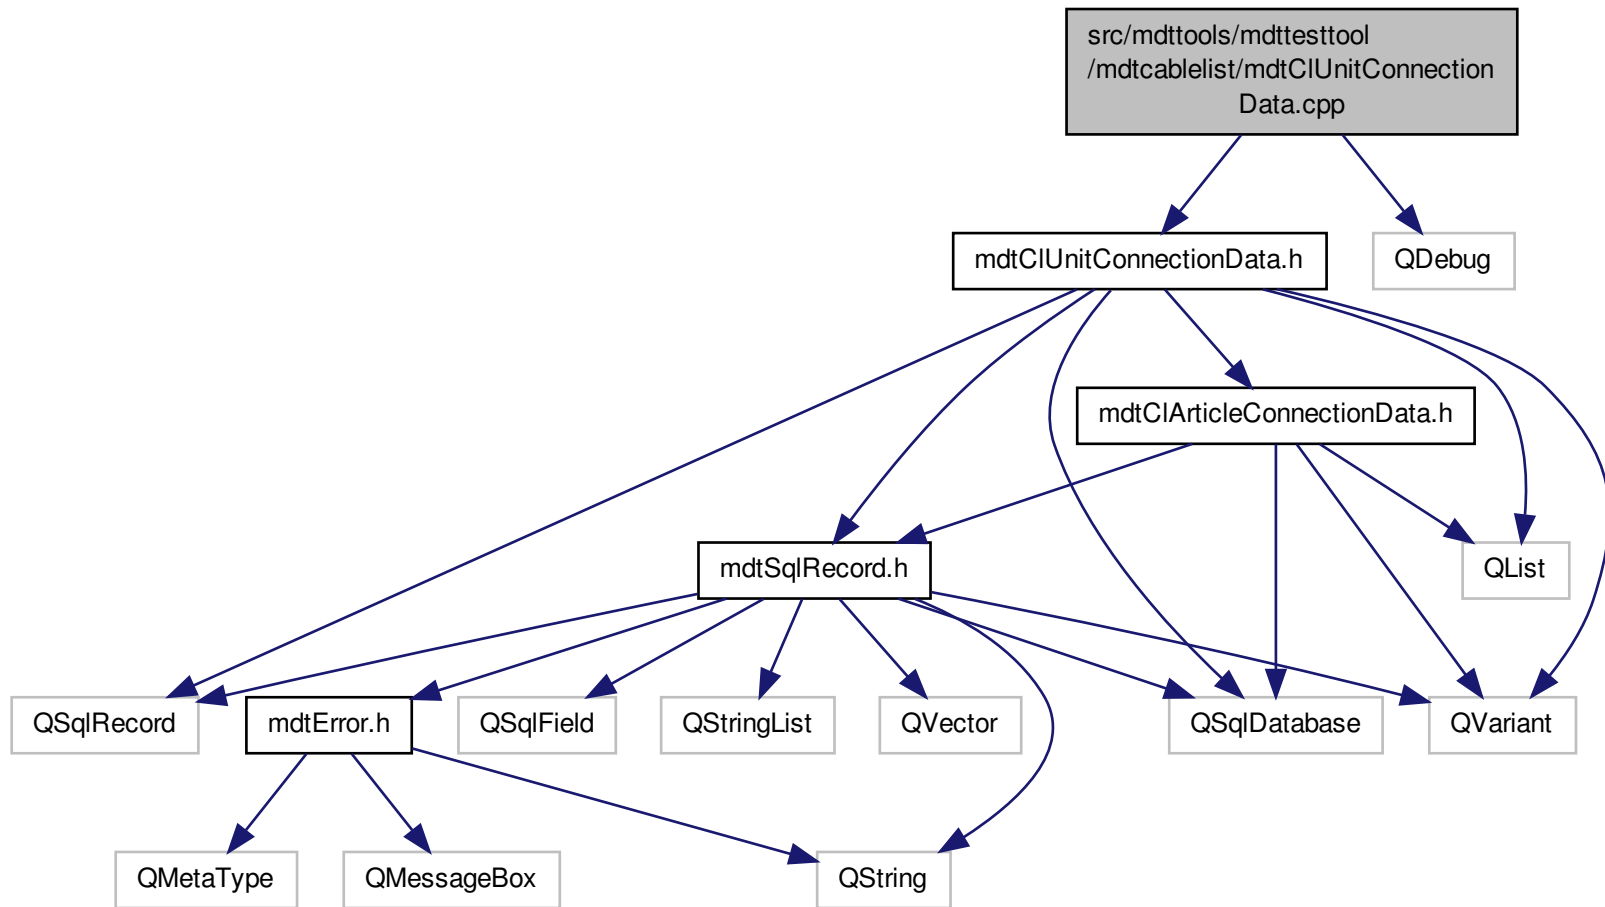 src/mdttools/mdttesttool
/mdtcablelist/mdtClUnitConnection
Data.cpp
mdtClUnitConnectionData.h
QDebug
mdtClArticleConnectionData.h
mdtSqlRecord.h
QList
QSqlRecord
mdtError.h
QSqlField
QStringList
QVector
QSqlDatabase
QVariant
QMetaType
QMessageBox
QString